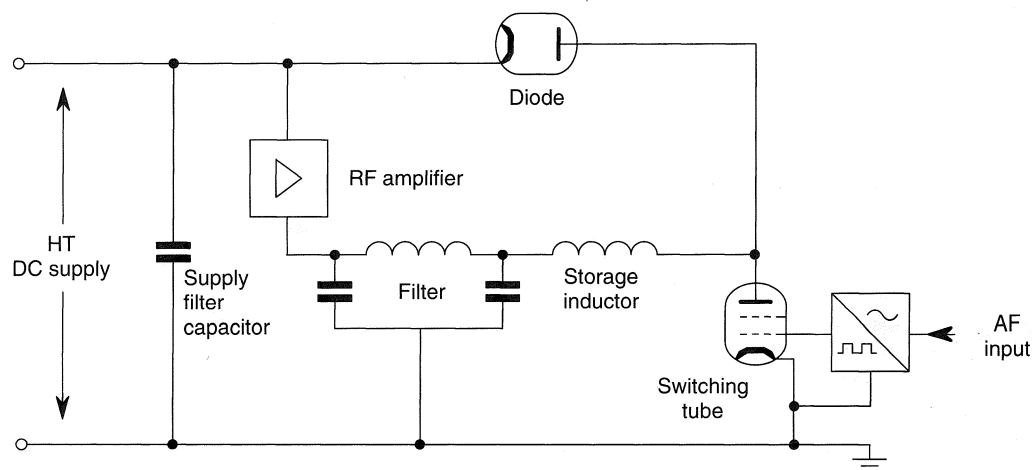 Diode
RF amplifier
HT
DC supply
Supply
filter
capacitor
Filter
Storage
inductor
Switching
tube
AF
input